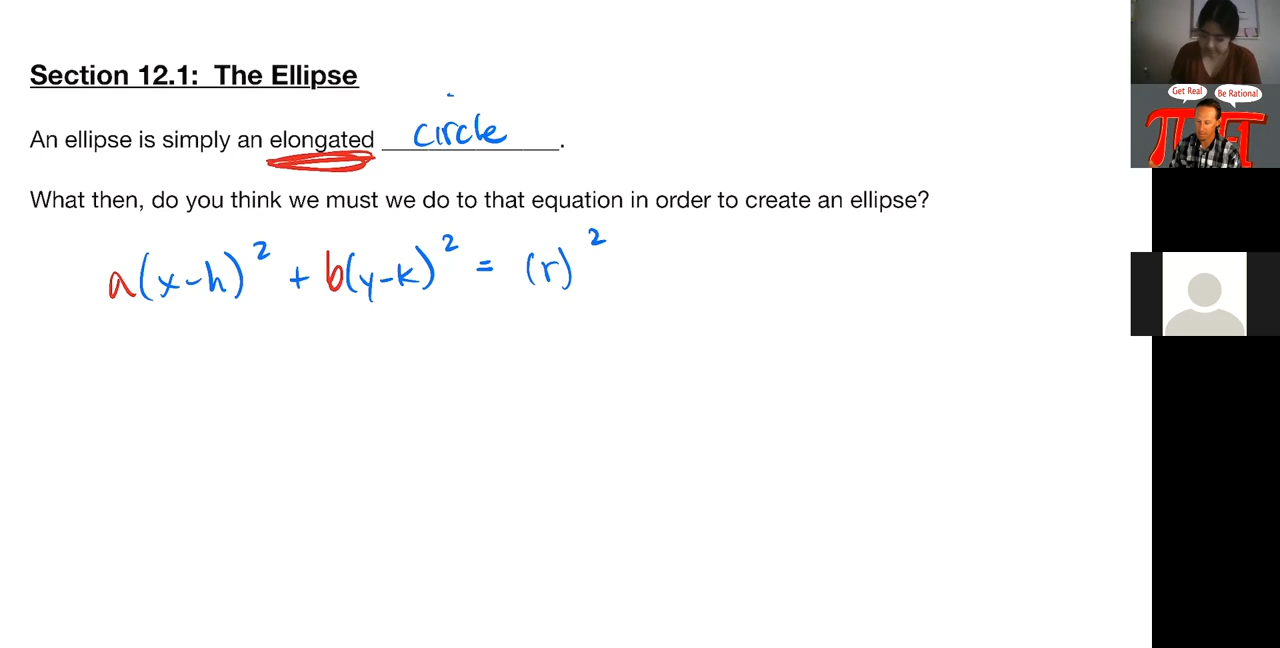 Section 12.1: The Ellipse
An ellipse is simply an elongated circle.
What then, do you think we must we do to that equation in order to create an ellipse?
a(x-h)² + b(y-k)² = (r)²
Get Real
Be Rational